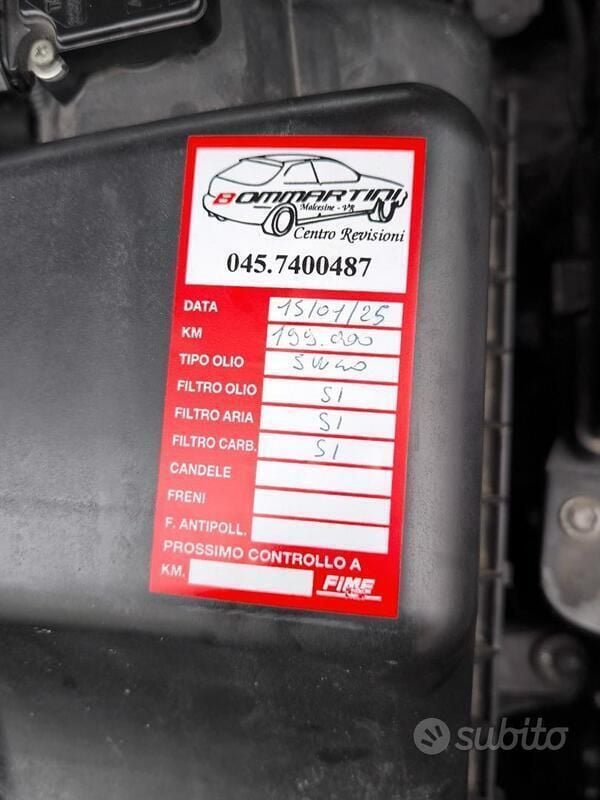 BOMMARTINI
Malcesine - VR
Centro Revisioni
045.7400487
DATA 15/01/25
KM 199.000
TIPO OLIO 5W40
FILTRO OLIO SI
FILTRO ARIA SI
FILTRO CARB. SI
CANDELE
FRENI
F. ANTIPOLL.
PROSSIMO CONTROLLO A
KM. FIME
subito